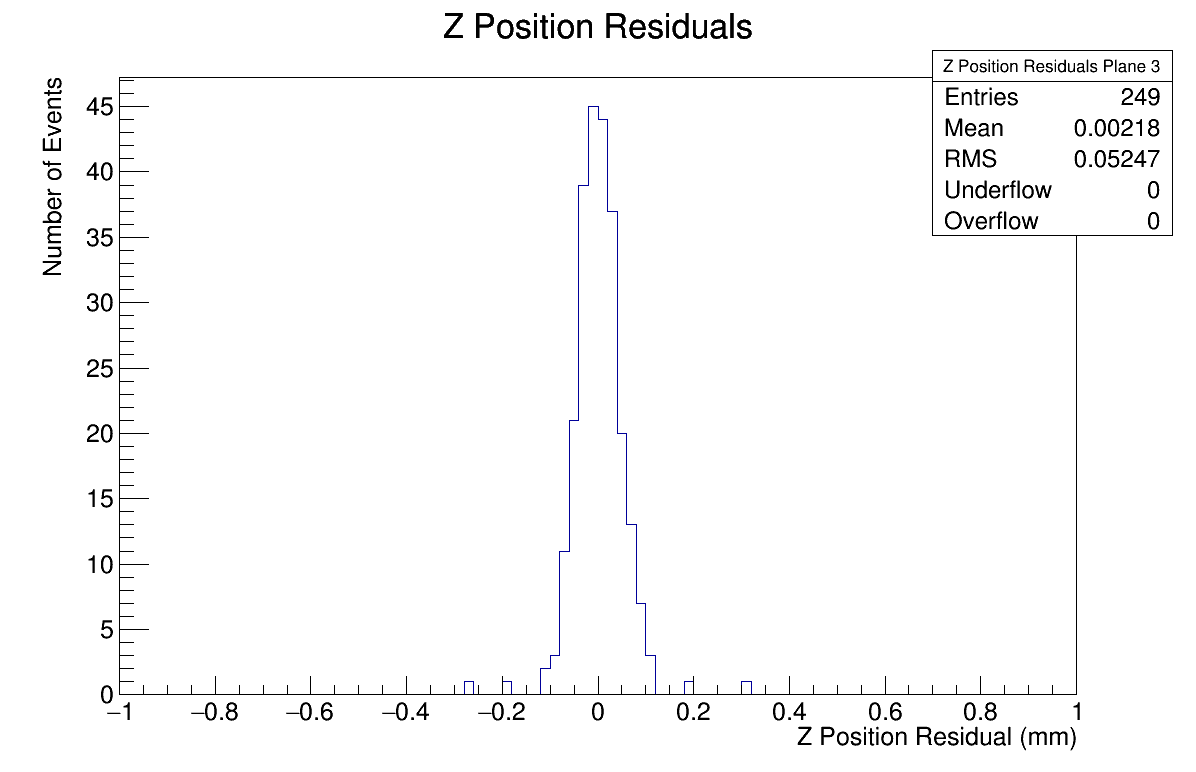 Z Position Residuals
Z Position Residuals Plane 3
Entries 249
Mean 0.00218
RMS 0.05247
Underflow 0
Overflow 0
Number of Events
45
40
35
30
25
20
15
10
5
0
−1 −0.8 −0.6 −0.4 −0.2 0 0.2 0.4 0.6 0.8 1
Z Position Residual (mm)